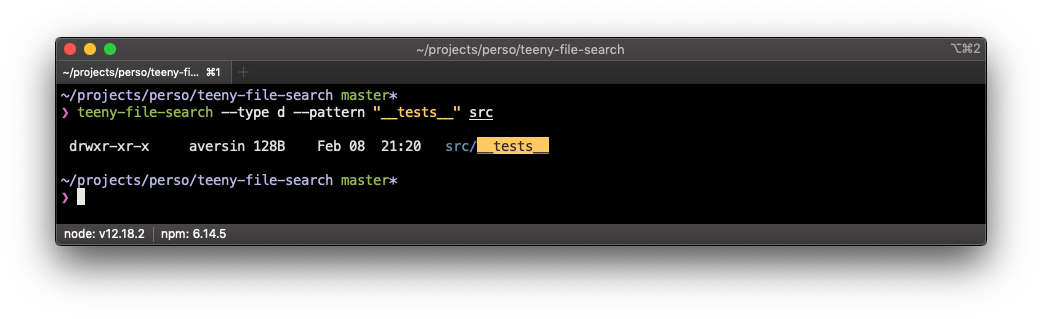 ~/projects/perso/teeny-file-search
⌥⌘2
~/projects/perso/teeny-fi... ⌘1 +
~/projects/perso/teeny-file-search master*
❯ teeny-file-search --type d --pattern "__tests__" src
drwxr-xr-x aversin 128B Feb 08 21:20 src/__tests__
~/projects/perso/teeny-file-search master*
❯
node: v12.18.2 | npm: 6.14.5